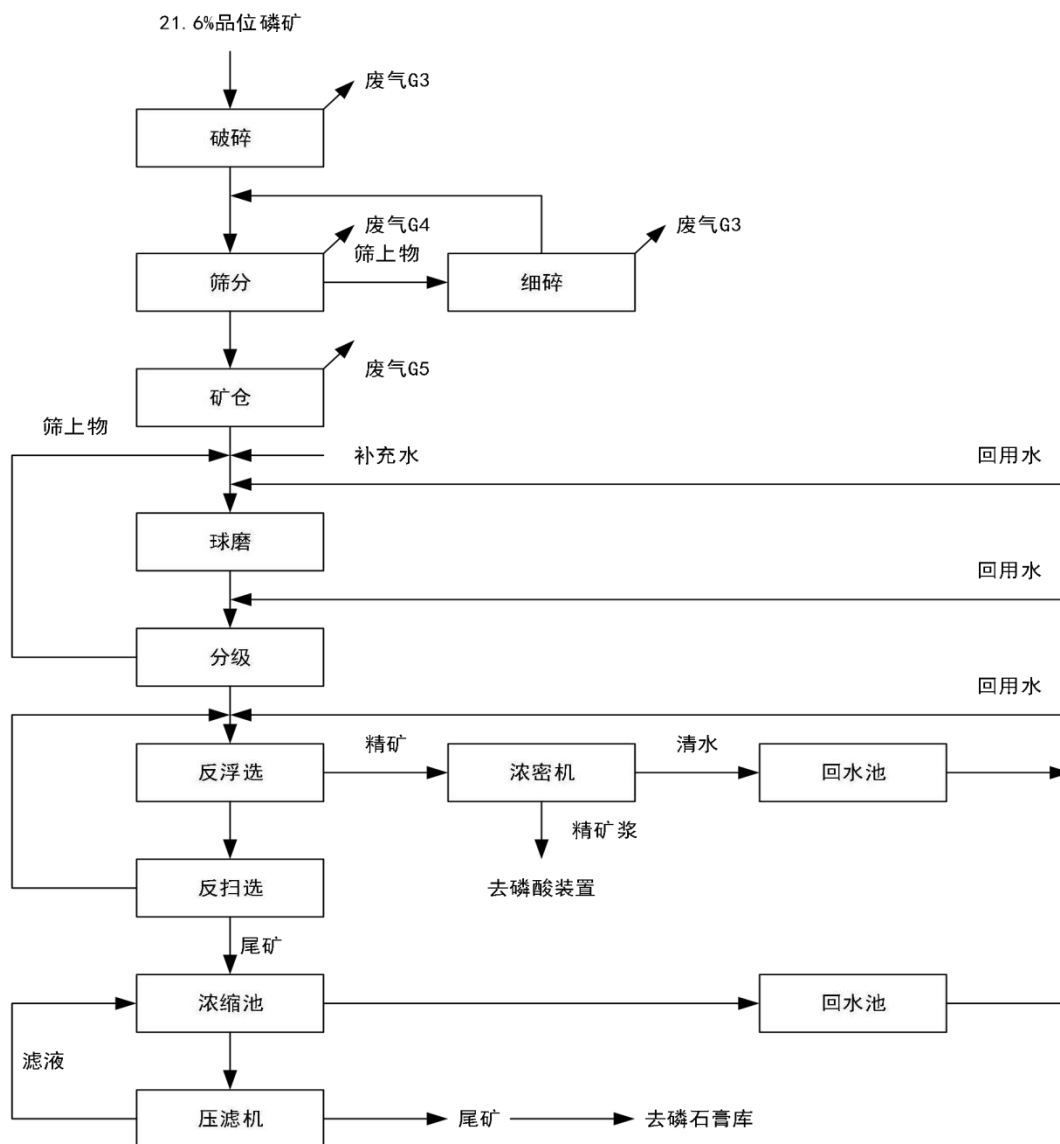 21.6%品位磷矿
废气G3
破碎
废气G4
筛上物
废气G3
筛分
细碎
废气G5
矿仓
筛上物
补充水
回用水
球磨
回用水
分级
回用水
精矿
清水
反浮选
浓密机
回水池
精矿浆
反扫选
去磷酸装置
尾矿
浓缩池
回水池
滤液
压滤机
尾矿
去磷石膏库